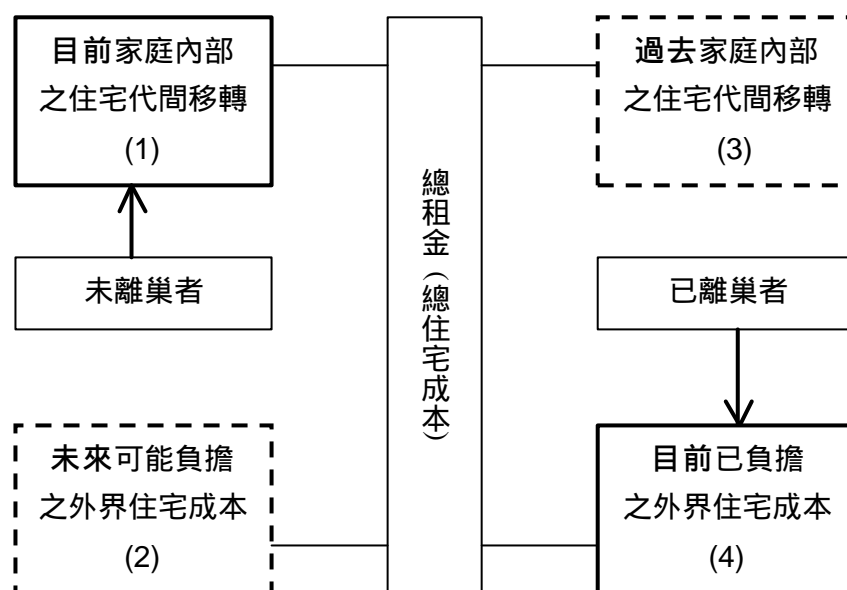 目前家庭內部
之住宅代間移轉
(1)
未離巢者
未來可能負擔
之外界住宅成本
(2)
總租金(總住宅成本)
過去家庭內部
之住宅代間移轉
(3)
已離巢者
目前已負擔
之外界住宅成本
(4)